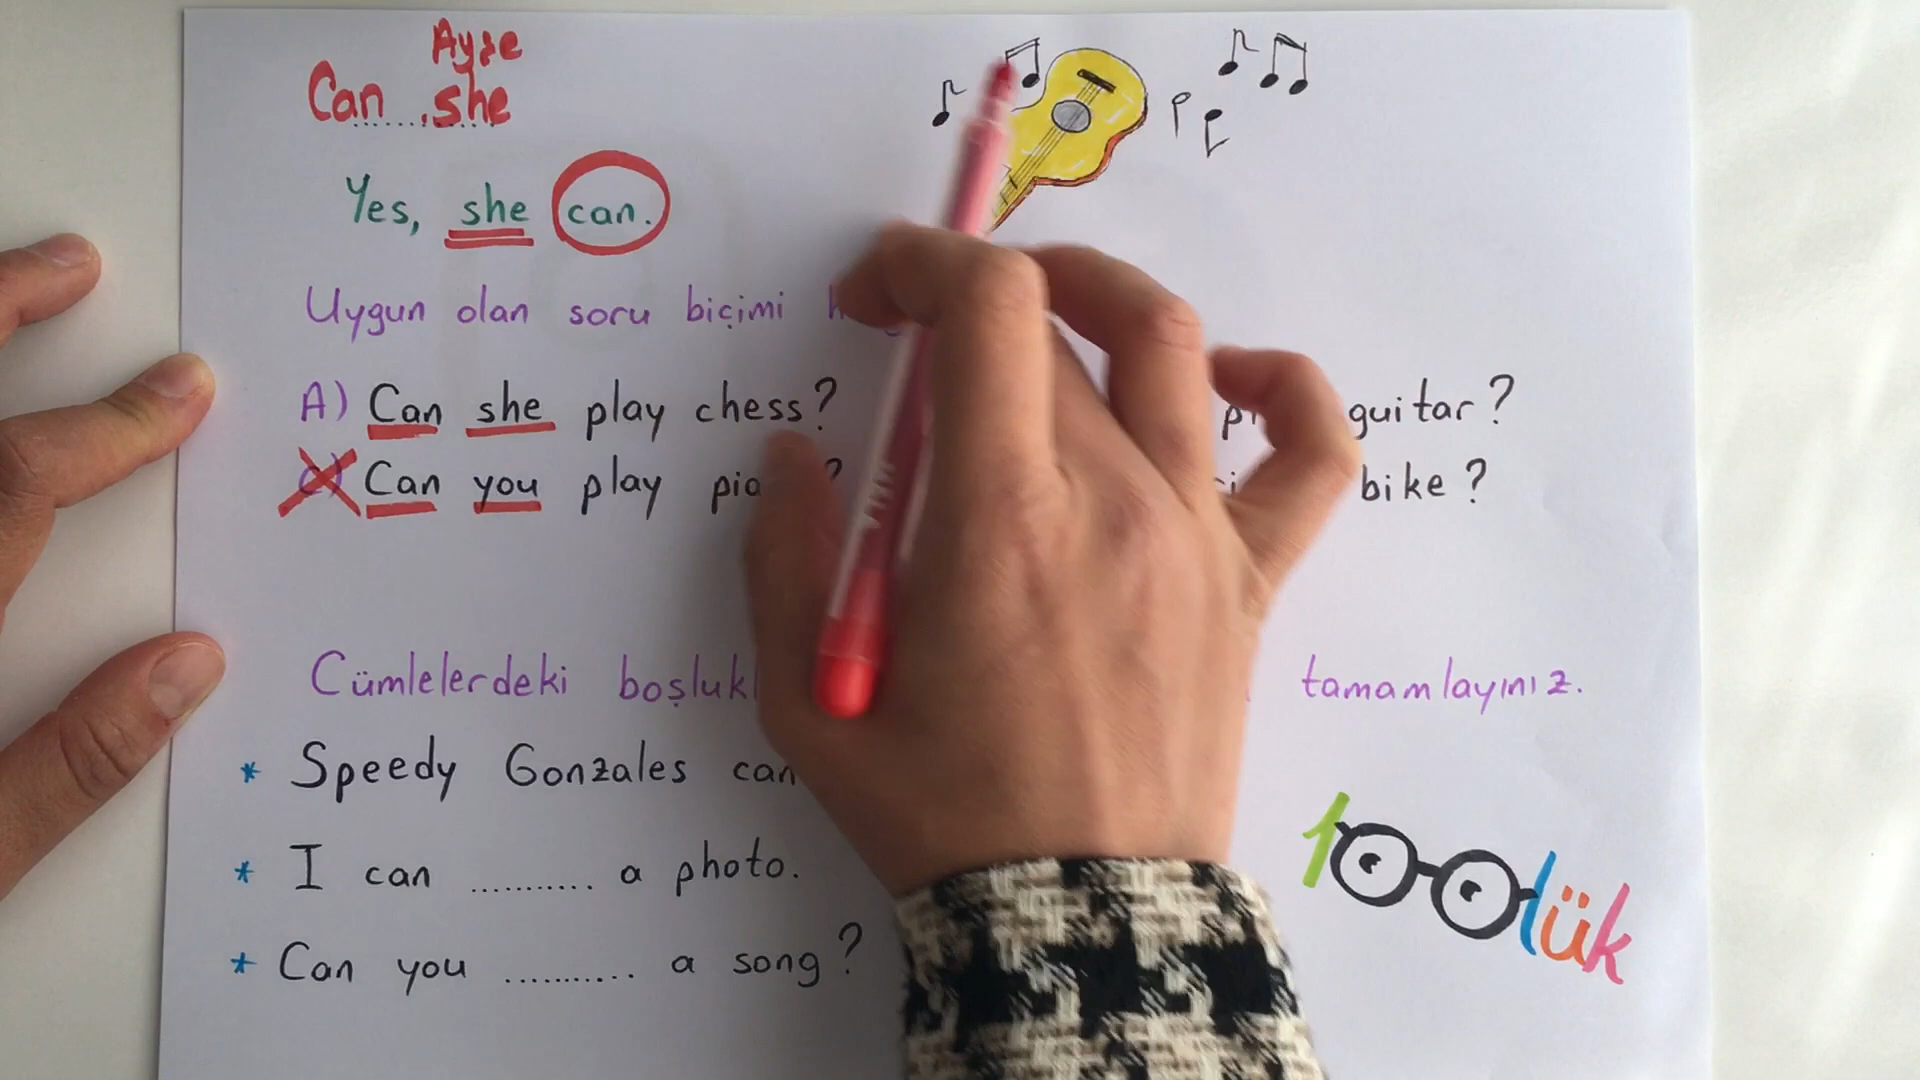 Ayşe
Can she
Yes, she can.
Uygun olan soru biçimi
A) Can she play chess? guitar?
C) Can you play bike?
Cümlelerdeki tamamlayınız.
* Speedy Gonzales can
* I can ........... a photo.
* Can you .......... a song?
100lük